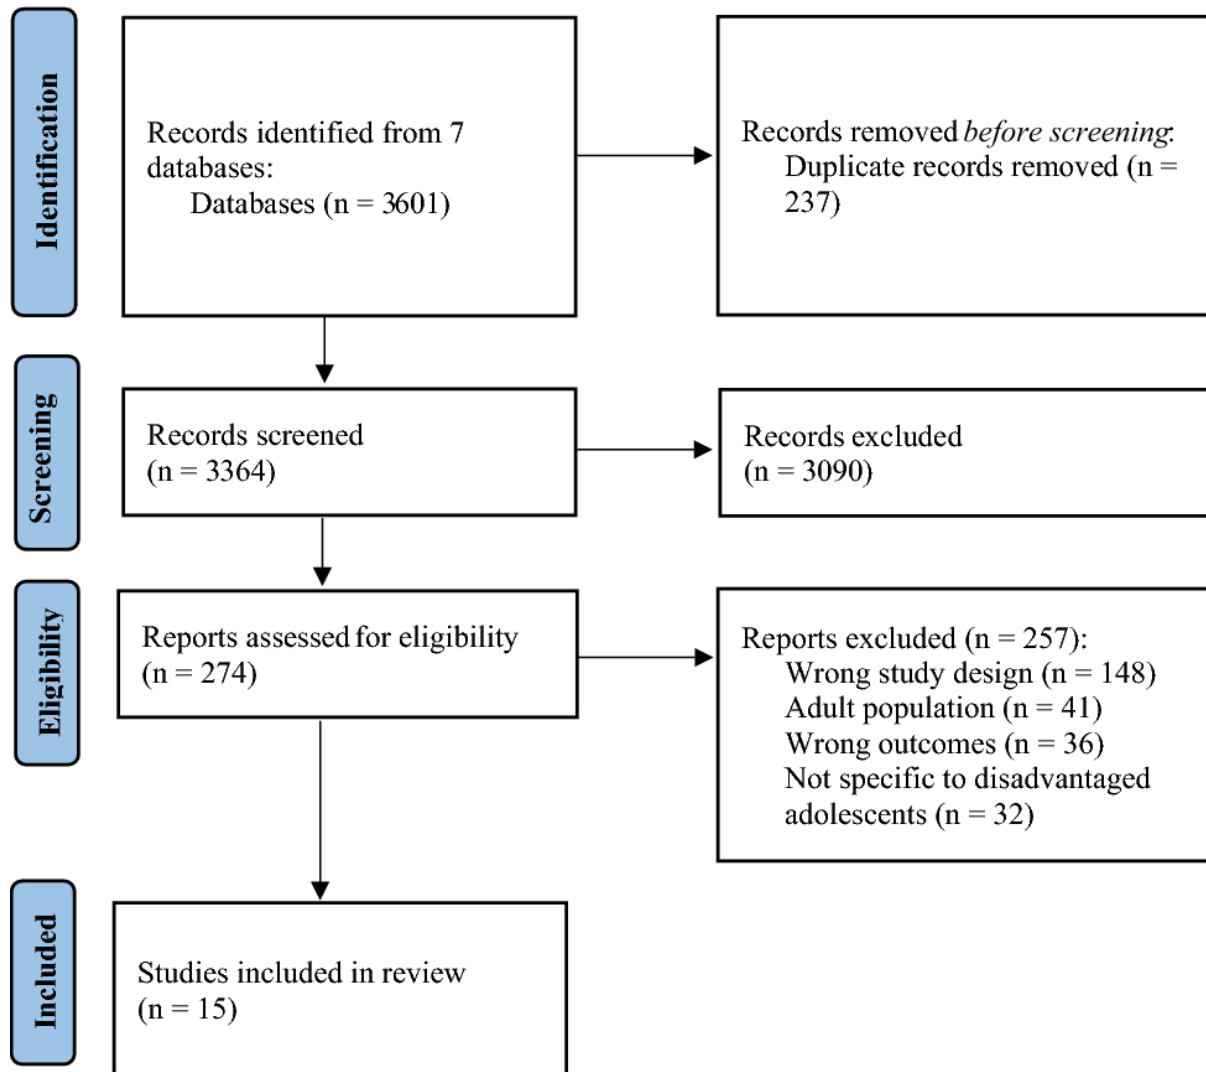 Identification
Records identified from 7
databases:
Databases (n = 3601)
Records removed before screening:
Duplicate records removed (n =
237)
Screening
Records screened
(n = 3364)
Records excluded
(n = 3090)
Eligibility
Reports assessed for eligibility
(n = 274)
Reports excluded (n = 257):
Wrong study design (n = 148)
Adult population (n = 41)
Wrong outcomes (n = 36)
Not specific to disadvantaged
adolescents (n = 32)
Included
Studies included in review
(n = 15)